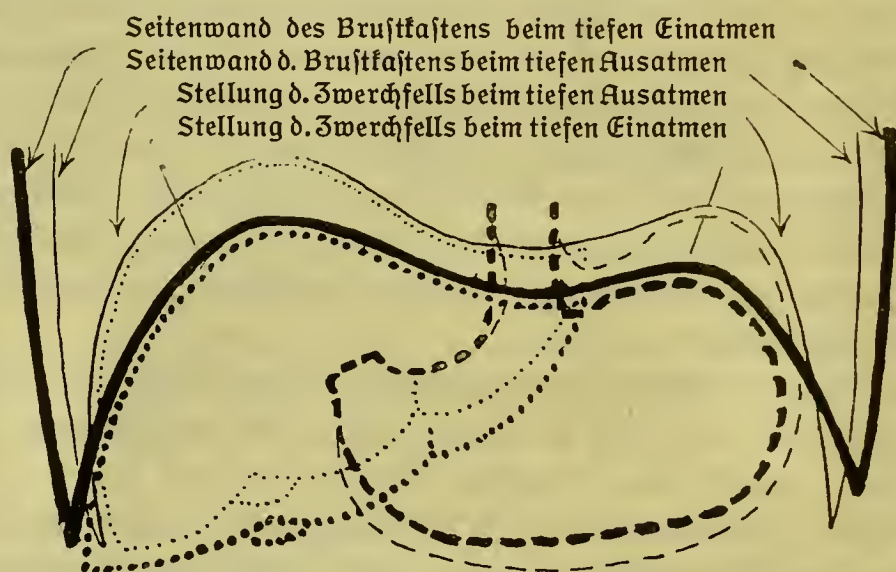 Seitenwand des Bruſtkaſtens beim tiefen Einatmen
Seitenwand d. Bruſtkaſtens beim tiefen Ausatmen
Stellung d. Zwerchfells beim tiefen Ausatmen
Stellung d. Zwerchfells beim tiefen Einatmen